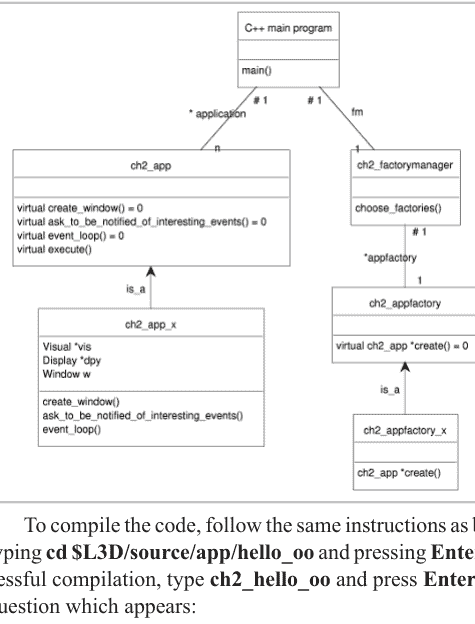 C++ main program
main()
# 1
# 1
* application
fm
n
1
ch2_app
virtual create_window() = 0
virtual ask_to_be_notified_of_interesting_events() = 0
virtual event_loop() = 0
virtual execute()
ch2_factorymanager
choose_factories()
# 1
*appfactory
1
is_a
ch2_app_x
Visual *vis
Display *dpy
Window w
create_window()
ask_to_be_notified_of_interesting_events()
event_loop()
ch2_appfactory
virtual ch2_app *create() = 0
is_a
ch2_appfactory_x
ch2_app *create()
To compile the code, follow the same instructions as
yping cd $L3D/source/app/hello_oo and pressing Ente
essful compilation, type ch2_hello_oo and press Enter
uestion which appears: